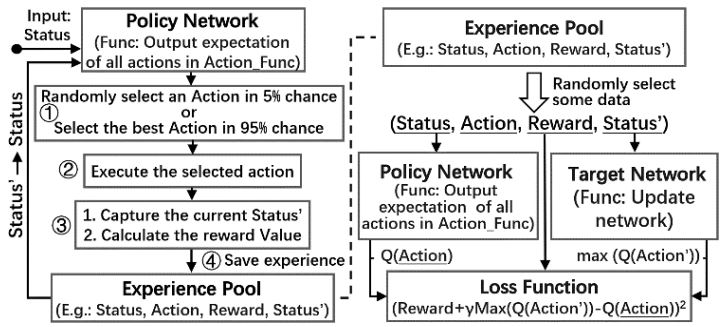 Input:
Status
Policy Network
(Func: Output expectation
of all actions in Action_Func)
Randomly select an Action in 5% chance
①
or
Select the best Action in 95% chance
②
Execute the selected action
③
1. Capture the current Status'
2. Calculate the reward Value
④ Save experience
Experience Pool
(E.g.: Status, Action, Reward, Status')
Status' → Status
Experience Pool
(E.g.: Status, Action, Reward, Status')
Randomly select
some data
(Status, Action, Reward, Status')
Policy Network
(Func: Output
expectation of all
actions in Action_Func)
Target Network
(Func: Update
network)
Q(Action)
max (Q(Action'))
Loss Function
(Reward+γMax(Q(Action'))-Q(Action))²